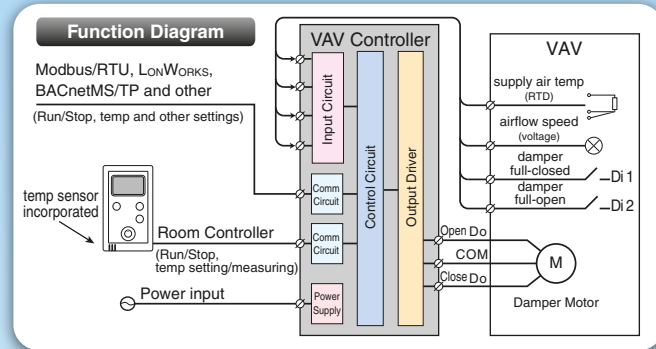 Function Diagram
Modbus/RTU, LONWORKS,
BACnetMS/TP and other
(Run/Stop, temp and other settings)
temp sensor
incorporated
Room Controller
(Run/Stop,
temp setting/measuring)
Power input
VAV Controller
Input Circuit
Comm
Circuit
Comm
Circuit
Power
Supply
Control Circuit
Output Driver
Open Do
COM
Close Do
VAV
supply air temp
(RTD)
airflow speed
(voltage)
damper
full-closed
Di 1
damper
full-open
Di 2
M
Damper Motor